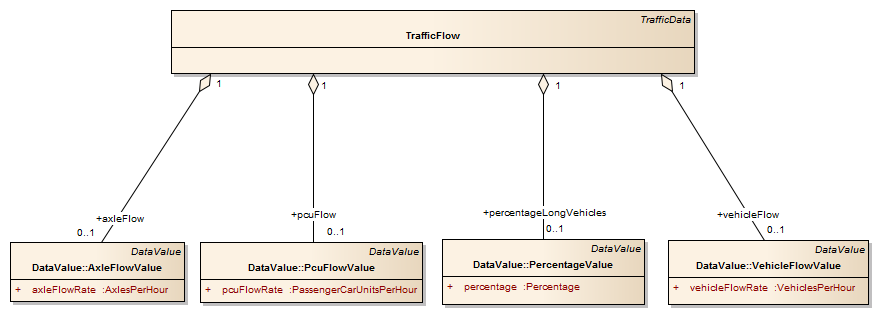 TrafficData
TrafficFlow
1 1 1 1
+axleFlow +pcuFlow +percentageLongVehicles +vehicleFlow
0..1 0..1 0..1 0..1
DataValue
DataValue::AxleFlowValue
+ axleFlowRate :AxlesPerHour
DataValue
DataValue::PcuFlowValue
+ pcuFlowRate :PassengerCarUnitsPerHour
DataValue
DataValue::PercentageValue
+ percentage :Percentage
DataValue
DataValue::VehicleFlowValue
+ vehicleFlowRate :VehiclesPerHour